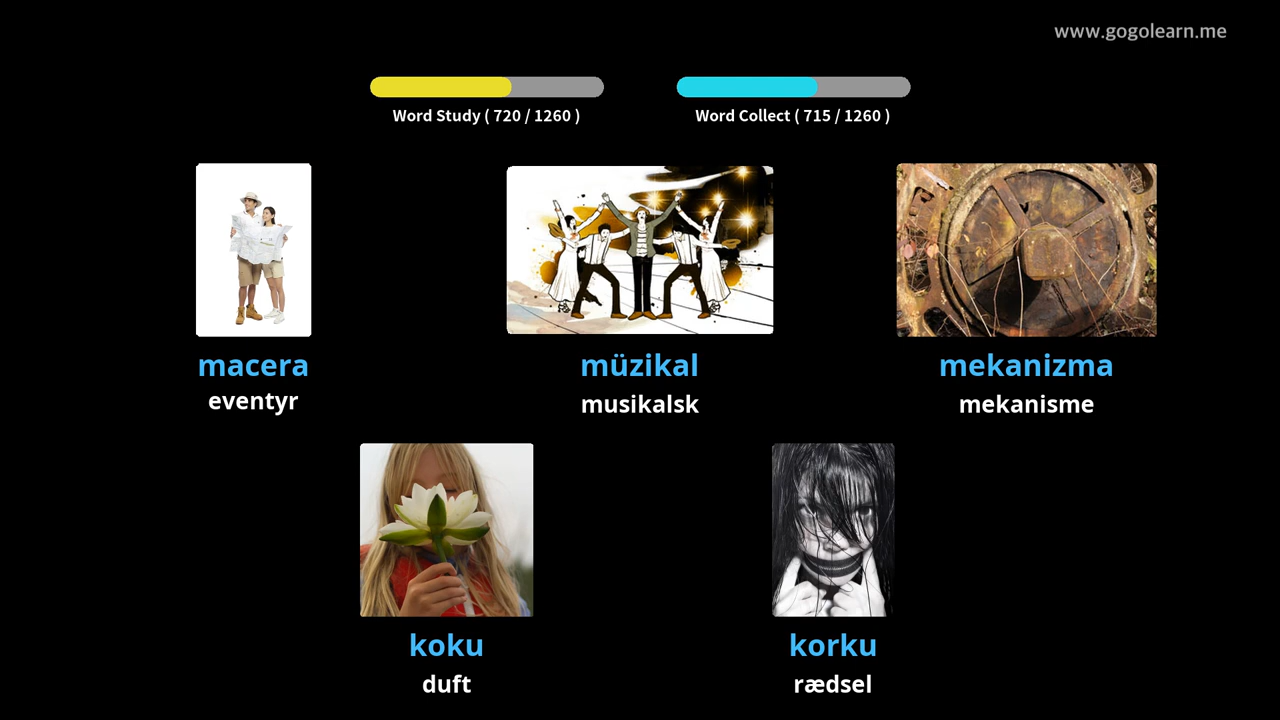 www.gogolearn.me
Word Study ( 720 / 1260 )
Word Collect ( 715 / 1260 )
macera
eventyr
müzikal
musikalsk
mekanizma
mekanisme
koku
duft
korku
rædsel